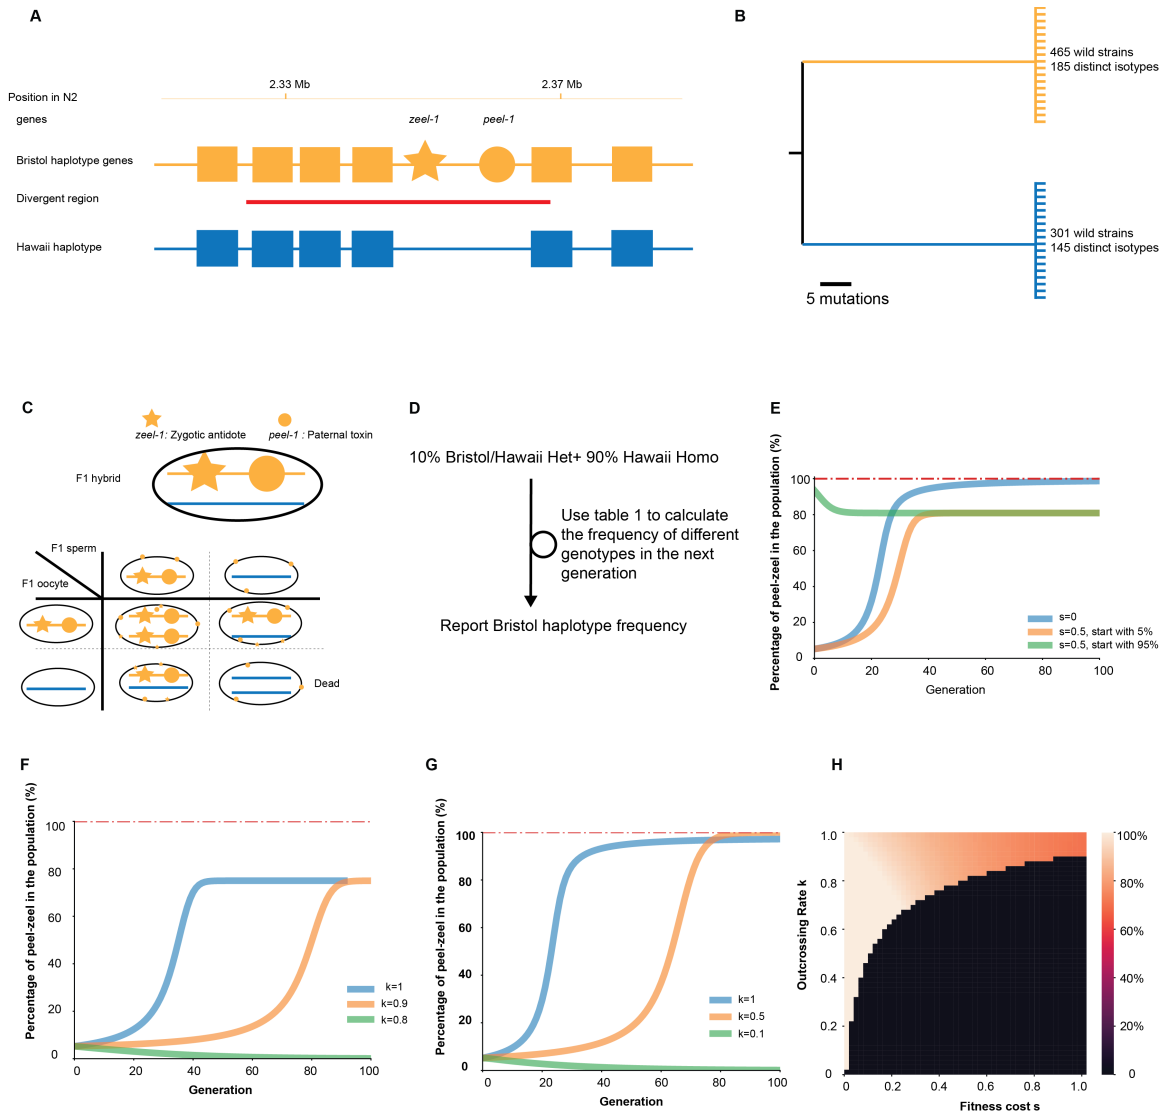 A
2.33 Mb
2.37 Mb
Position in N2
genes
zeel-1
peel-1
Bristol haplotype genes
Divergent region
Hawaii haplotype
B
465 wild strains
185 distinct isotypes
301 wild strains
145 distinct isotypes
5 mutations
C
zeel-1: Zygotic antidote
peel-1 : Paternal toxin
F1 hybrid
F1 sperm
F1 oocyte
Dead
D
10% Bristol/Hawaii Het+ 90% Hawaii Homo
Use table 1 to calculate
the frequency of different
genotypes in the next
generation
Report Bristol haplotype frequency
E
Percentage of peel-zeel in the population (%)
100
80
60
40
20
0
s=0
s=0.5, start with 5%
s=0.5, start with 95%
0
20
40
60
80
100
Generation
F
Percentage of peel-zeel in the population (%)
100
80
60
40
20
0
k=1
k=0.9
k=0.8
0
20
40
60
80
100
Generation
G
Percentage of peel-zeel in the population (%)
100
80
60
40
20
0
k=1
k=0.5
k=0.1
0
20
40
60
80
100
Generation
H
Outcrossing Rate k
1.0
0.8
0.6
0.4
0.2
0
0
0.2
0.4
0.6
0.8
1.0
Fitness cost s
100%
80%
60%
40%
20%
0